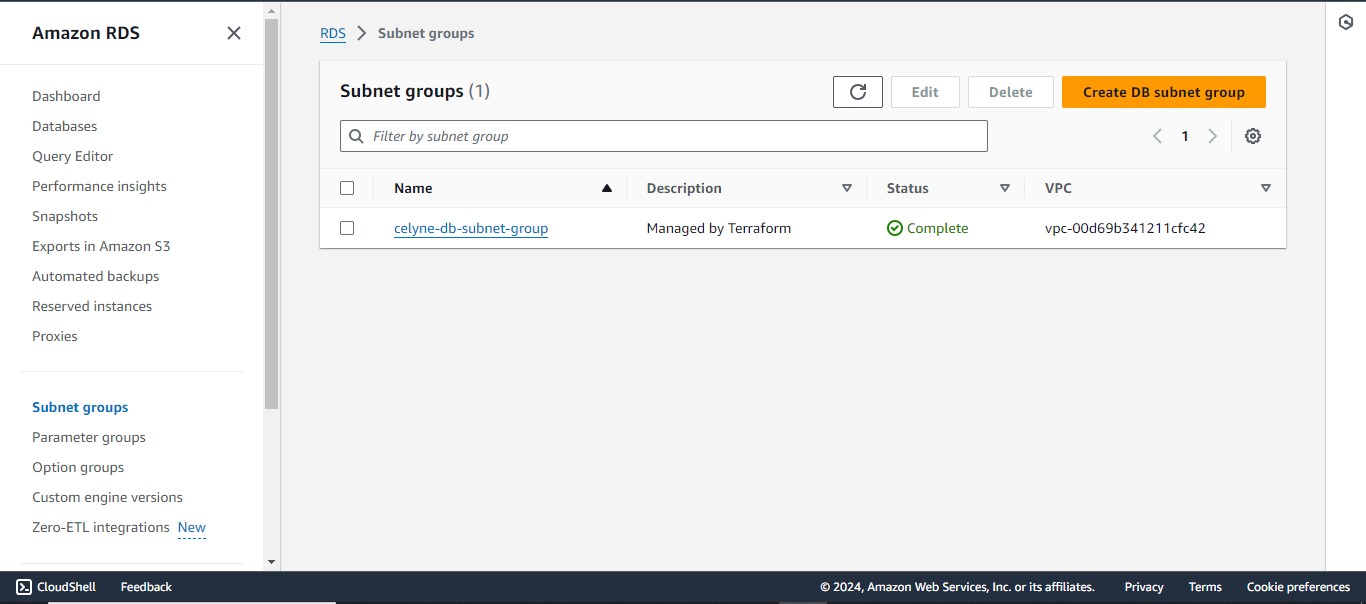 Amazon RDS
Dashboard
Databases
Query Editor
Performance insights
Snapshots
Exports in Amazon S3
Automated backups
Reserved instances
Proxies
Subnet groups
Parameter groups
Option groups
Custom engine versions
Zero-ETL integrations New
RDS Subnet groups
Subnet groups (1)
Edit Delete Create DB subnet group
Filter by subnet group
1
Name Description Status VPC
celyne-db-subnet-group Managed by Terraform Complete vpc-00d69b341211cfc42
CloudShell Feedback © 2024, Amazon Web Services, Inc. or its affiliates. Privacy Terms Cookie preferences